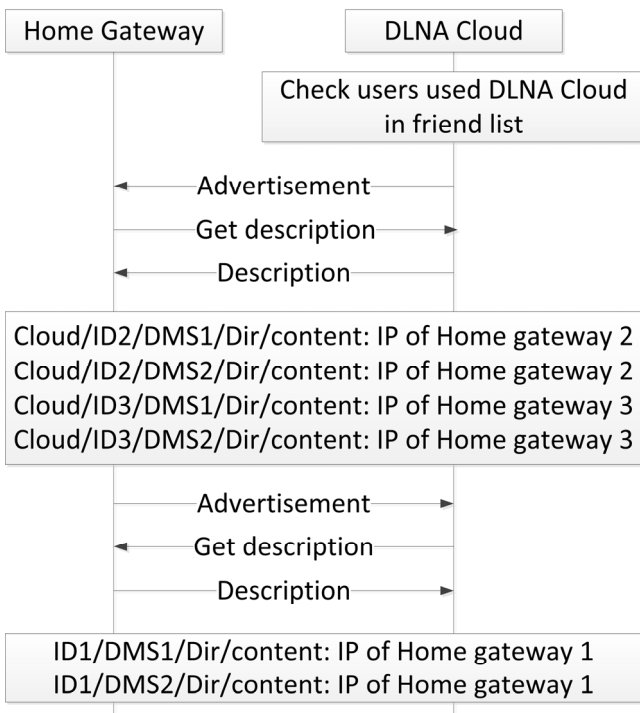 Home Gateway
DLNA Cloud
Check users used DLNA Cloud
in friend list
Advertisement
Get description
Description
Cloud/ID2/DMS1/Dir/content: IP of Home gateway 2
Cloud/ID2/DMS2/Dir/content: IP of Home gateway 2
Cloud/ID3/DMS1/Dir/content: IP of Home gateway 3
Cloud/ID3/DMS2/Dir/content: IP of Home gateway 3
Advertisement
Get description
Description
ID1/DMS1/Dir/content: IP of Home gateway 1
ID1/DMS2/Dir/content: IP of Home gateway 1